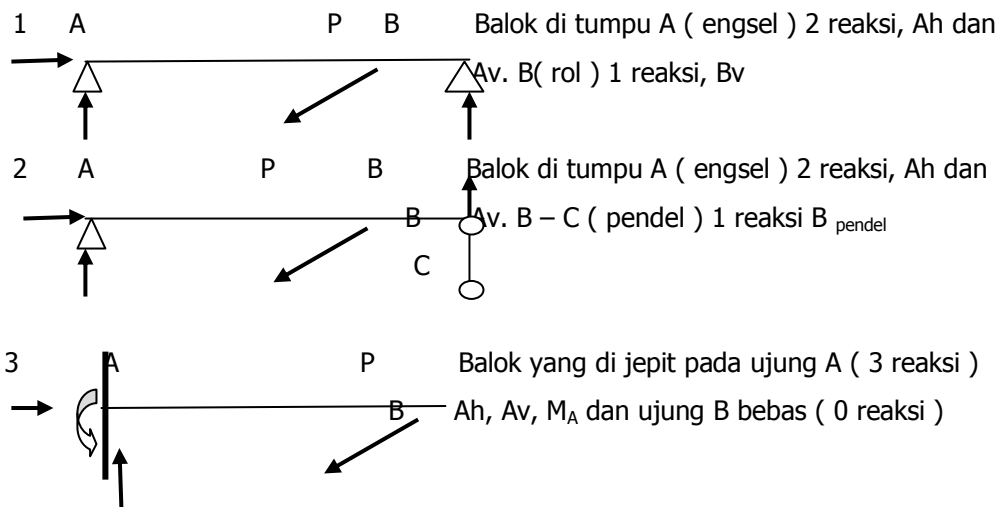 1 A P B Balok di tumpu A ( engsel ) 2 reaksi, Ah dan
Av. B( rol ) 1 reaksi, Bv
2 A P B Balok di tumpu A ( engsel ) 2 reaksi, Ah dan
B Av. B – C ( pendel ) 1 reaksi B pendel
C
3 A P Balok yang di jepit pada ujung A ( 3 reaksi )
B Ah, Av, MA dan ujung B bebas ( 0 reaksi )